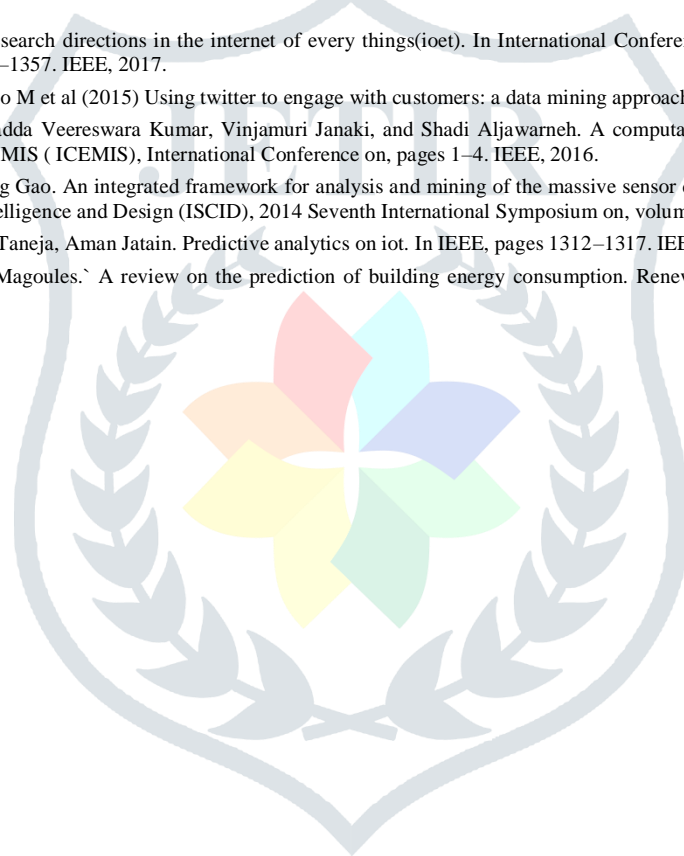 search directions in the internet of every things(ioet). In International Conferen
–1357. IEEE, 2017.
o M et al (2015) Using twitter to engage with customers: a data mining approach
adda Veereswara Kumar, Vinjamuri Janaki, and Shadi Aljawarneh. A computa
MIS ( ICEMIS), International Conference on, pages 1–4. IEEE, 2016.
g Gao. An integrated framework for analysis and mining of the massive sensor
elligence and Design (ISCID), 2014 Seventh International Symposium on, volum
Taneja, Aman Jatain. Predictive analytics on iot. In IEEE, pages 1312–1317. IEE
Magoules.` A review on the prediction of building energy consumption. Renew
JETIR